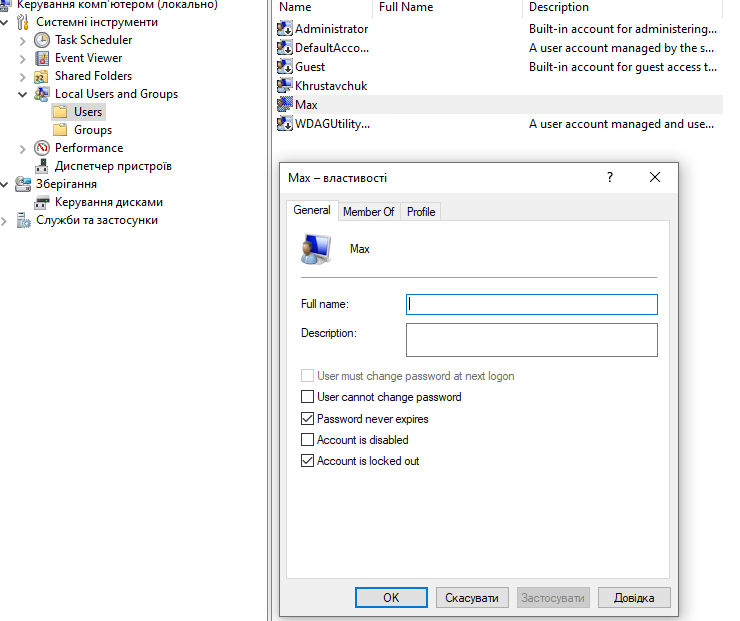 Керування комп'ютером (локально)
Системні інструменти
Task Scheduler
Event Viewer
Shared Folders
Local Users and Groups
Users
Groups
Performance
Диспетчер пристроїв
Зберігання
Керування дисками
Служби та застосунки
Name Full Name Description
Administrator Built-in account for administering...
DefaultAcco... A user account managed by the s...
Guest Built-in account for guest access t...
Khrustavchuk
Max
WDAGUtility... A user account managed and use...
Max – властивості ?
General Member Of Profile
Max
Full name:
Description:
User must change password at next logon
User cannot change password
Password never expires
Account is disabled
Account is locked out
OK Скасувати Застосувати Довідка